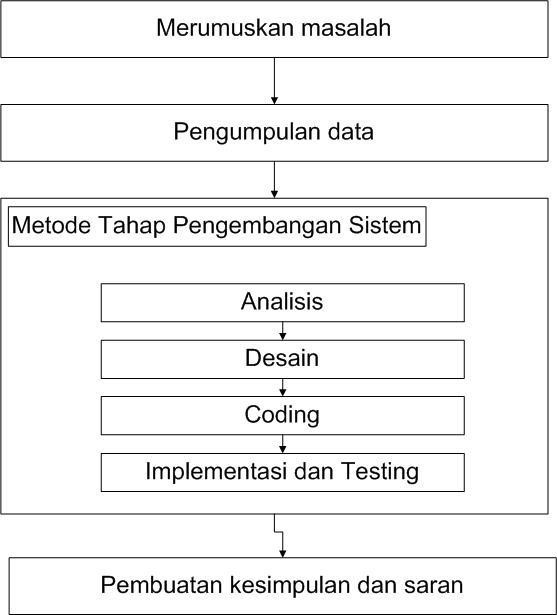 Merumuskan masalah
Pengumpulan data
Metode Tahap Pengembangan Sistem
Analisis
Desain
Coding
Implementasi dan Testing
Pembuatan kesimpulan dan saran